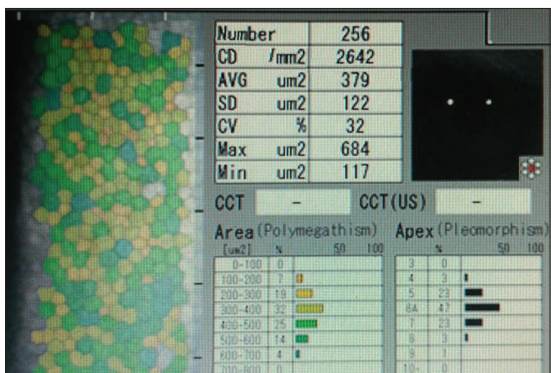 Number 256
CD /mm2 2642
AVG um2 379
SD um2 122
CV % 32
Max um2 684
Min um2 117
CCT - CCT(US) -
Area(Polymegathism)
[um2] % 50 100
0-100 0
100-200 7
200-300 19
300-400 32
400-500 25
500-600 14
600-700 4
700-800 0
Apex(Pleomorphism)
% 50 100
3 0
4 3
5 23
6A 47
7 23
8 3
9 1
10- 0